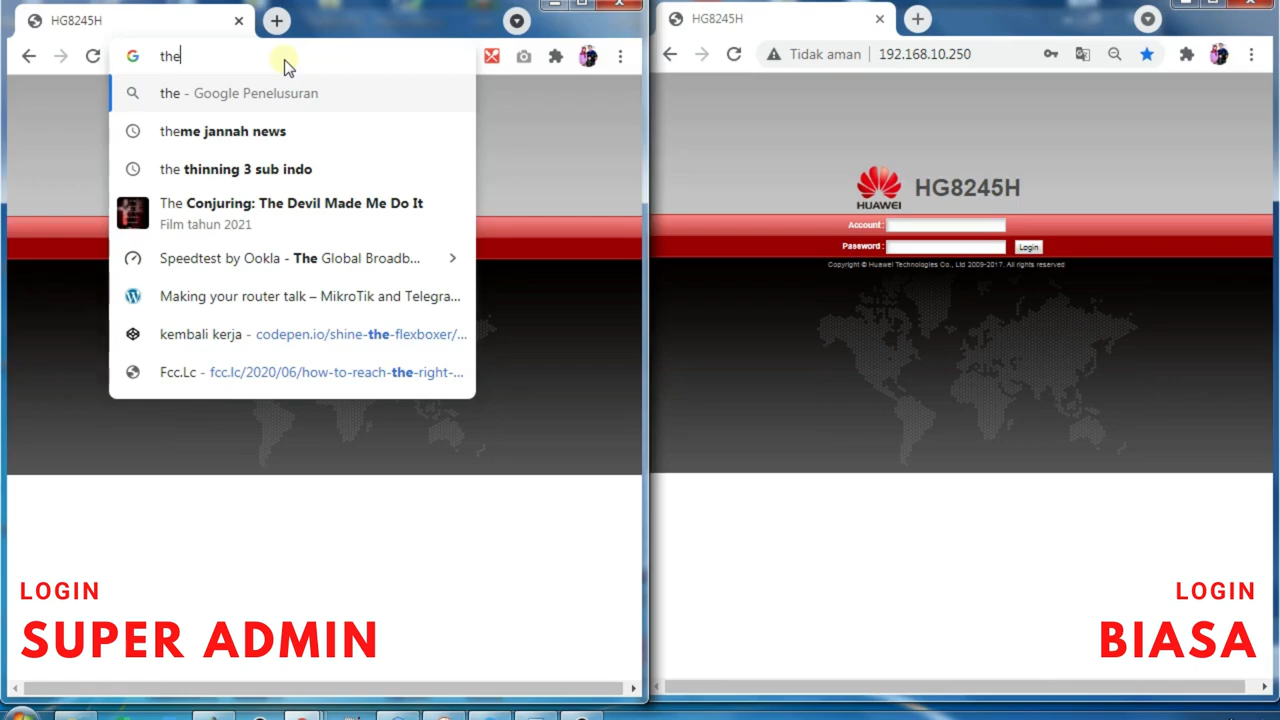 HG8245H
the
the - Google Penelusuran
theme jannah news
the thinning 3 sub indo
The Conjuring: The Devil Made Me Do It
Film tahun 2021
Speedtest by Ookla - The Global Broadb...
Making your router talk – MikroTik and Telegra...
kembali kerja - codepen.io/shine-the-flexboxer/...
Fcc.Lc - fcc.lc/2020/06/how-to-reach-the-right-...
LOGIN
SUPER ADMIN
HG8245H
Tidak aman 192.168.10.250
HUAWEI
HG8245H
Account:
Password:
Login
Copyright © Huawei Technologies Co., Ltd 2009-2017. All rights reserved
LOGIN
BIASA